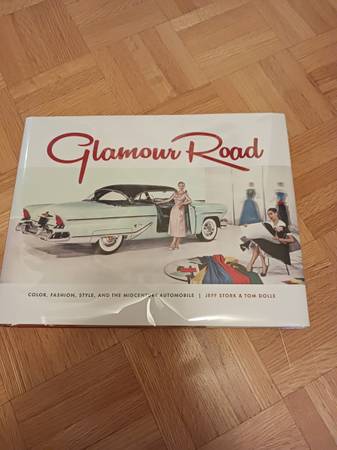 Glamour Road
COLOR, FASHION, STYLE, AND THE MIDCENTURY AUTOMOBILE | JEFF STORK & TOM DOLLE